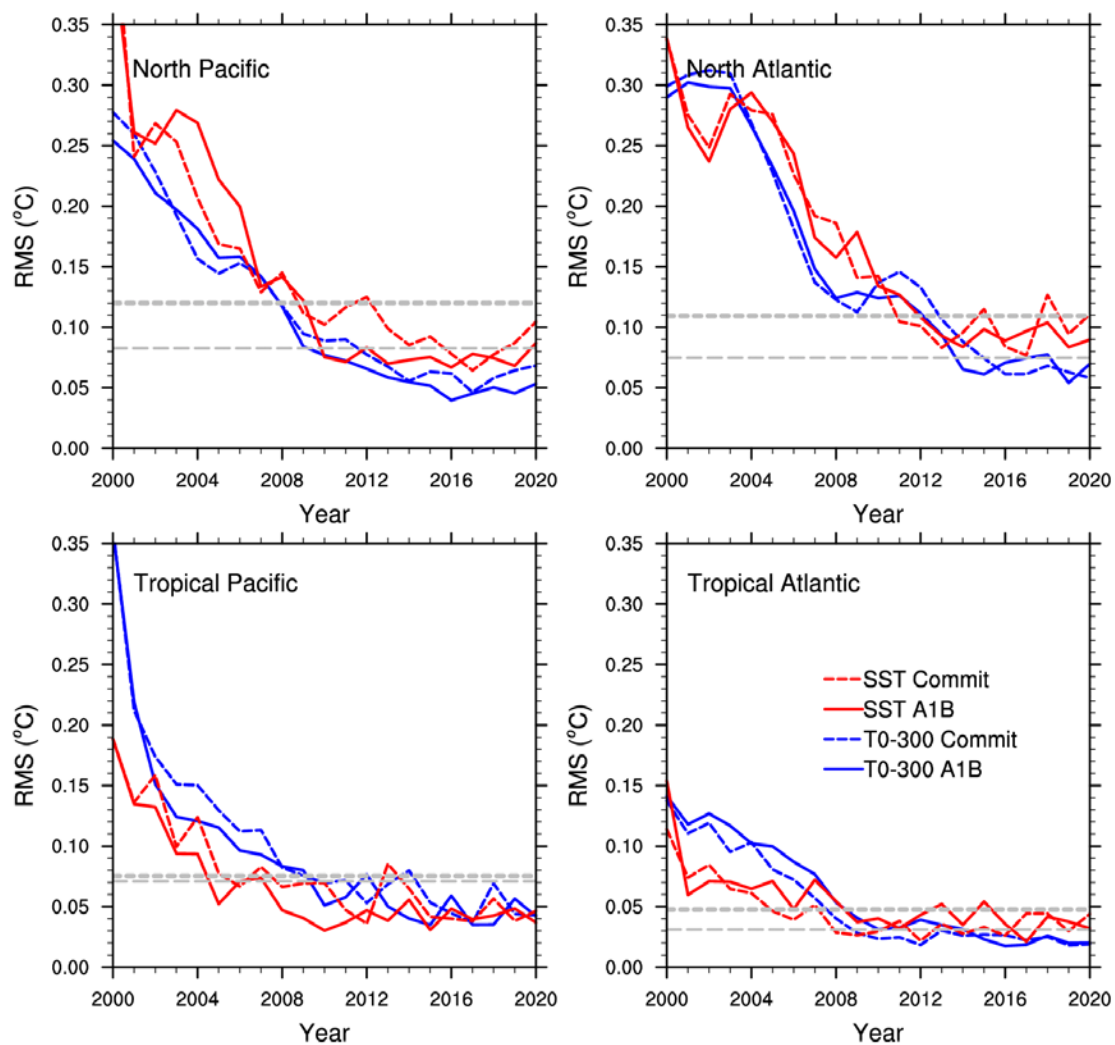 0.35
0.30
0.25
0.20
0.15
0.10
0.05
0.00
RMS (°C)
North Pacific
2000 2004 2008 2012 2016 2020
Year
0.35
0.30
0.25
0.20
0.15
0.10
0.05
0.00
RMS (°C)
North Atlantic
2000 2004 2008 2012 2016 2020
Year
0.35
0.30
0.25
0.20
0.15
0.10
0.05
0.00
RMS (°C)
Tropical Pacific
2000 2004 2008 2012 2016 2020
Year
0.35
0.30
0.25
0.20
0.15
0.10
0.05
0.00
RMS (°C)
Tropical Atlantic
SST Commit
SST A1B
T0-300 Commit
T0-300 A1B
2000 2004 2008 2012 2016 2020
Year